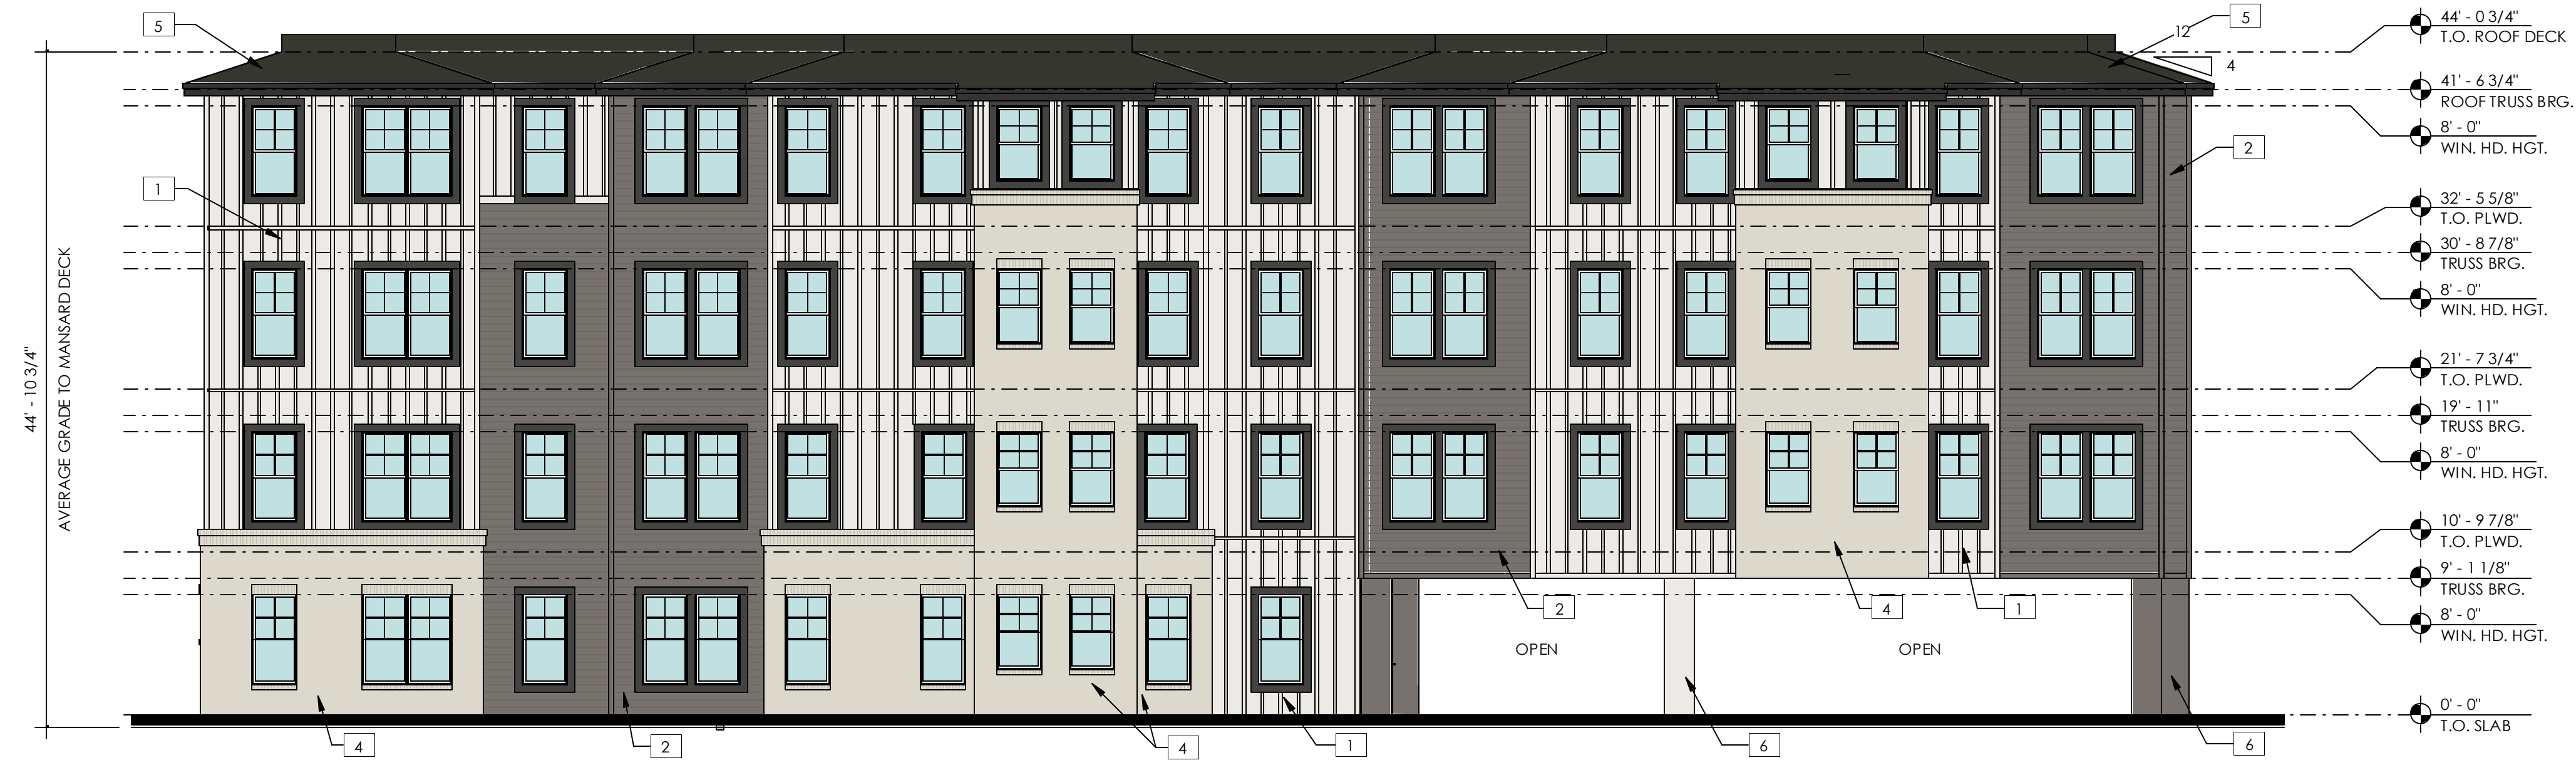 5
5
12
4
44' - 0 3/4"
T.O. ROOF DECK
41' - 6 3/4"
ROOF TRUSS BRG.
8' - 0"
WIN. HD. HGT.
2
1
32' - 5 5/8"
T.O. PLWD.
30' - 8 7/8"
TRUSS BRG.
8' - 0"
WIN. HD. HGT.
44' - 10 3/4"
AVERAGE GRADE TO MANSARD DECK
21' - 7 3/4"
T.O. PLWD.
19' - 11"
TRUSS BRG.
8' - 0"
WIN. HD. HGT.
10' - 9 7/8"
T.O. PLWD.
9' - 1 1/8"
TRUSS BRG.
2
4
1
8' - 0"
WIN. HD. HGT.
OPEN
OPEN
0' - 0"
T.O. SLAB
4
2
4
1
6
6